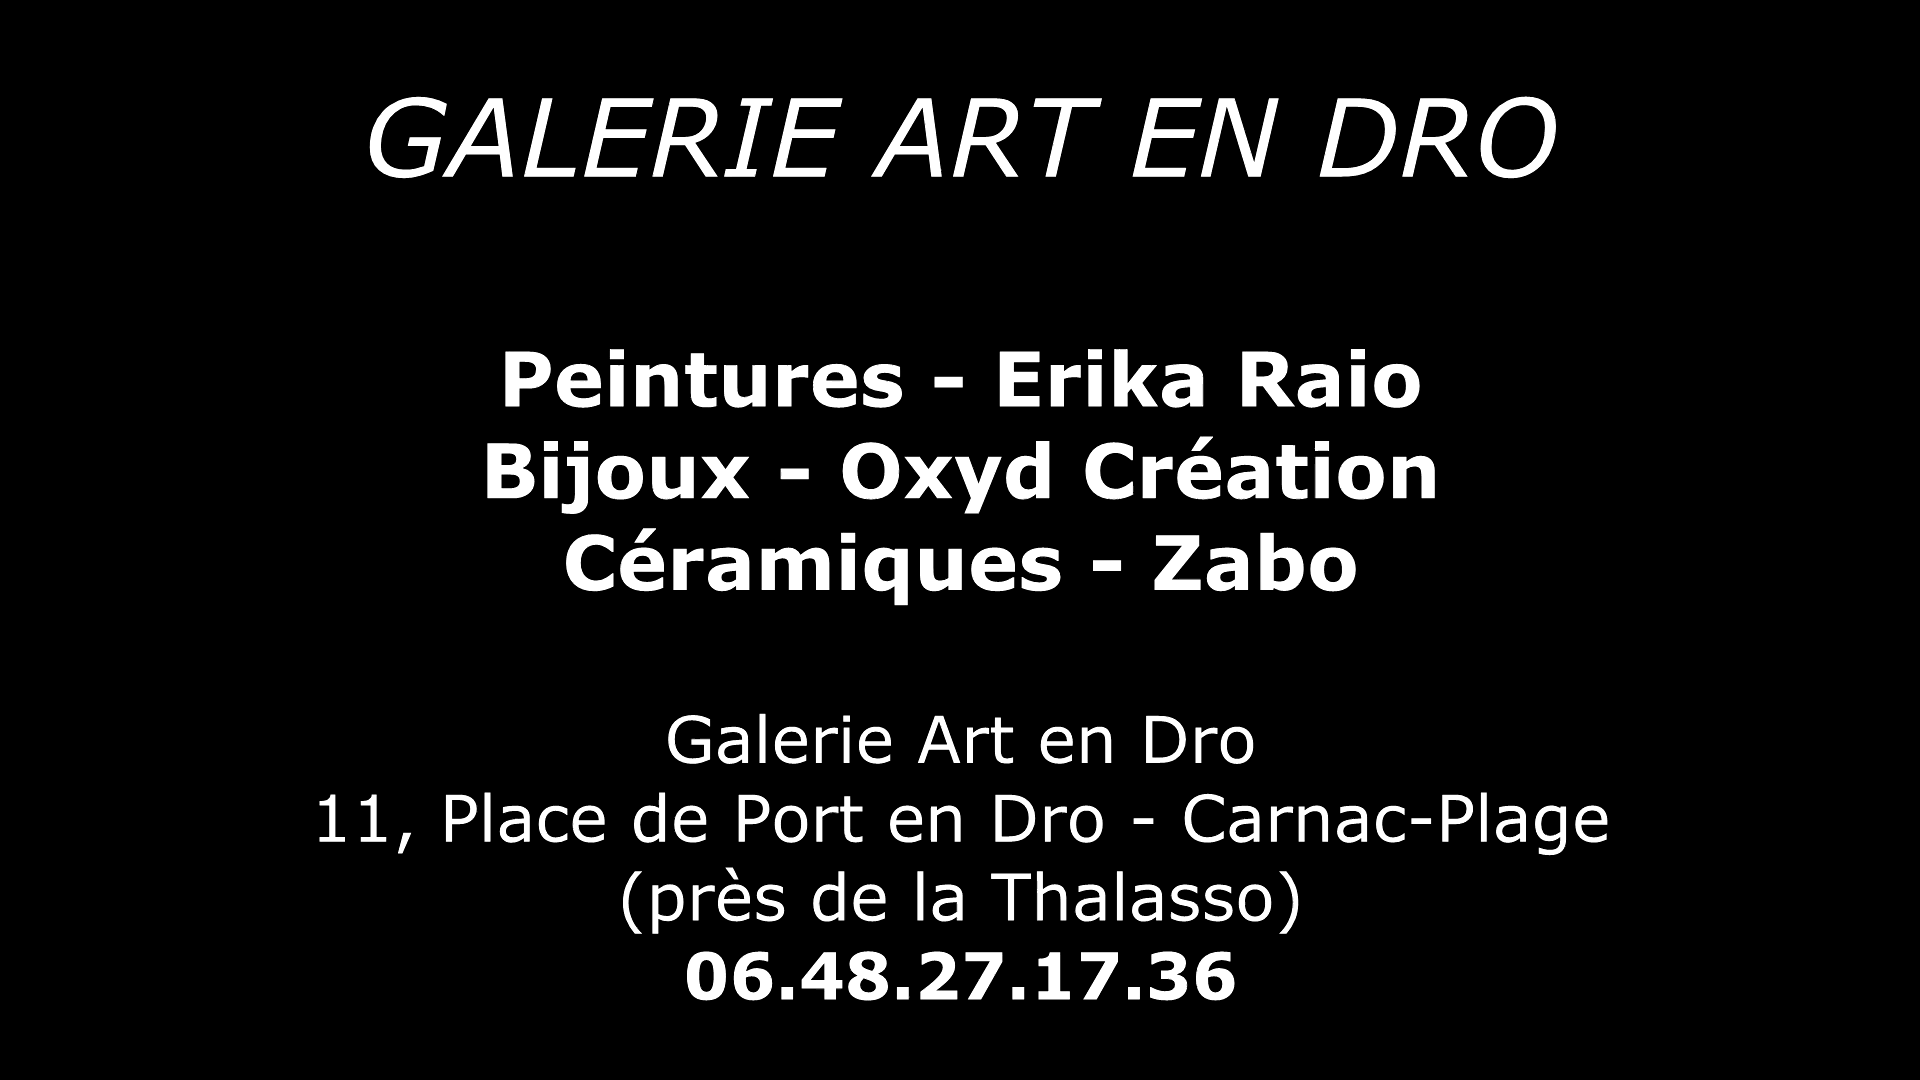 GALERIE ART EN DRO
Peintures - Erika Raio
Bijoux - Oxyd Création
Céramiques - Zabo
Galerie Art en Dro
11, Place de Port en Dro - Carnac-Plage
(près de la Thalasso)
06.48.27.17.36